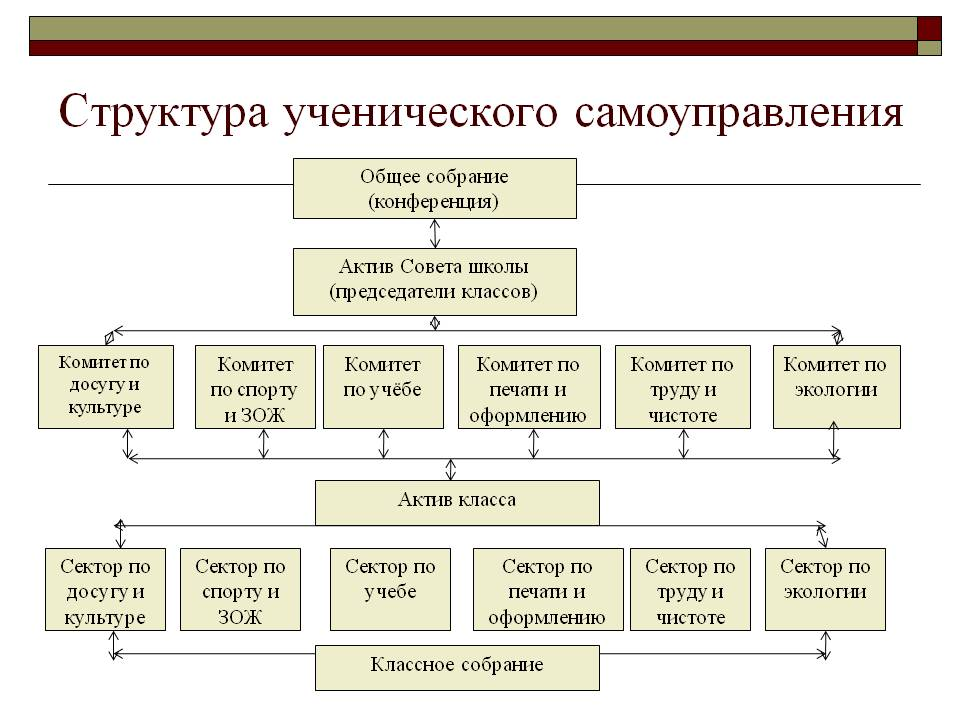 Структура ученического самоуправления
Общее собрание
(конференция)
Актив Совета школы
(председатели классов)
Комитет по
досугу и
культуре
Комитет
по спорту
и ЗОЖ
Комитет
по учёбе
Комитет по
печати и
оформлению
Комитет по
труду и
чистоте
Комитет по
экологии
Актив класса
Сектор по
досугу и
культуре
Сектор по
спорту и
ЗОЖ
Сектор по
учебе
Сектор по
печати и
оформлению
Сектор по
труду и
чистоте
Сектор по
экологии
Классное собрание